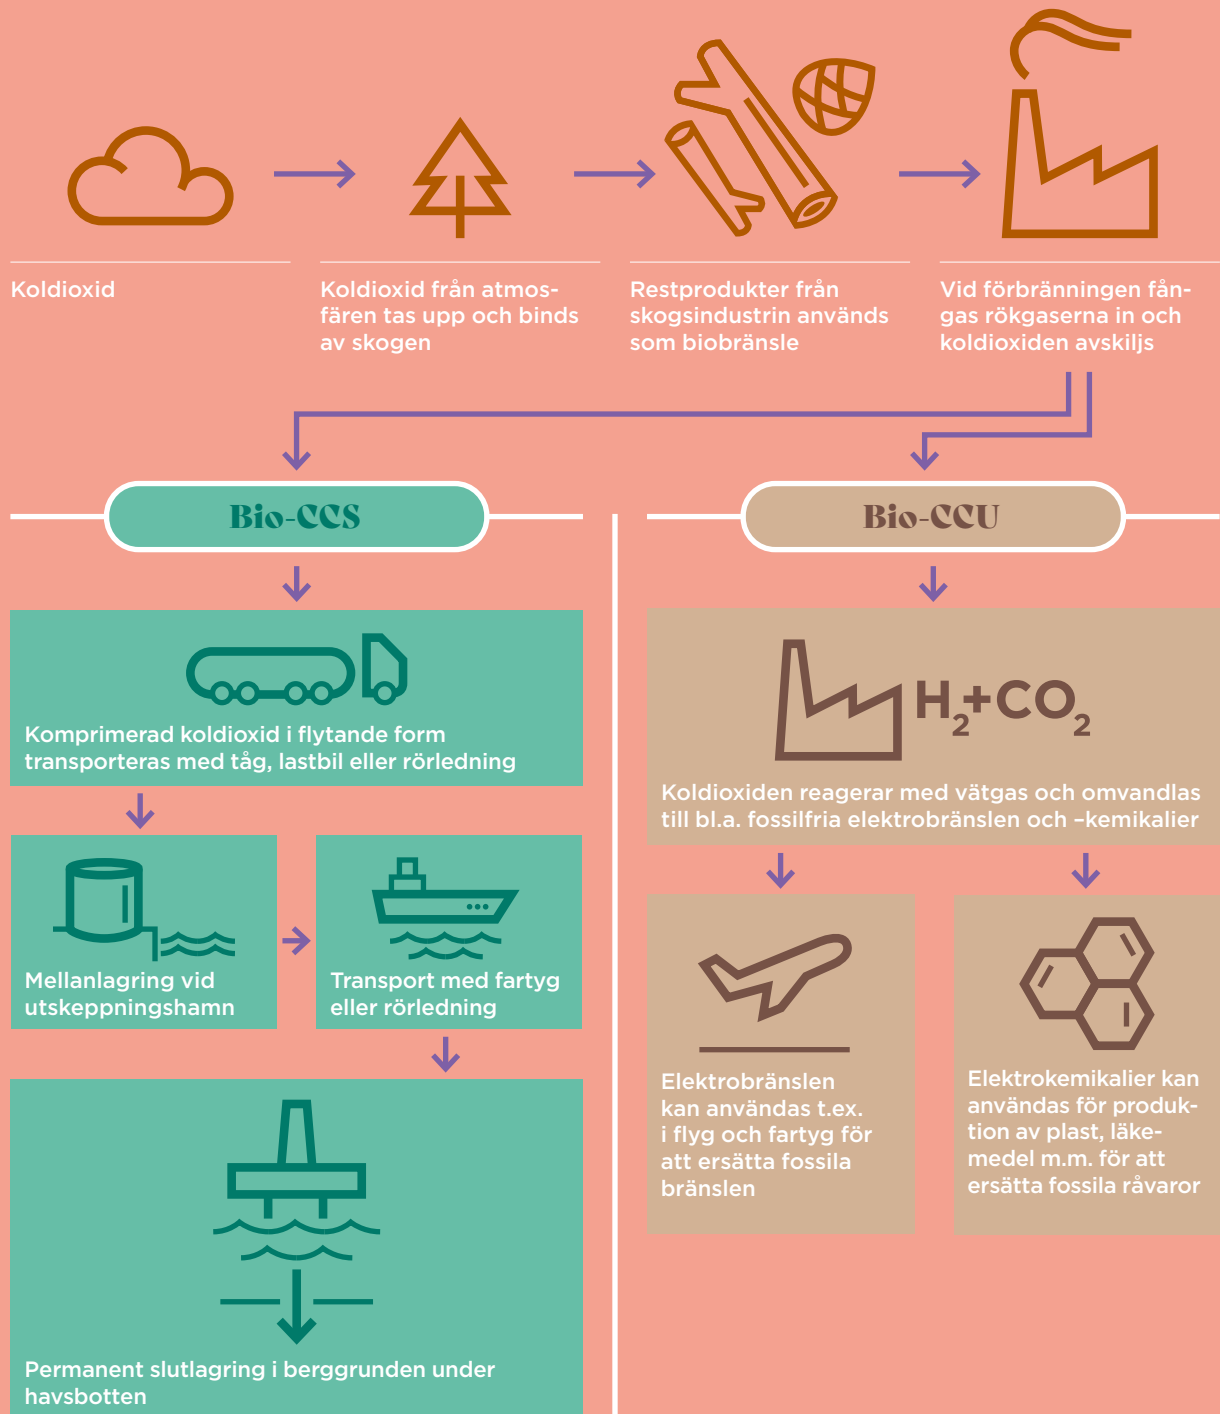 Koldioxid
Koldioxid från atmos-
fären tas upp och binds
av skogen
Restprodukter från
skogsindustrin används
som biobränsle
Vid förbränningen fån-
gas rökgaserna in och
koldioxiden avskiljs
Bio-CCS
Komprimerad koldioxid i flytande form
transporteras med tåg, lastbil eller rörledning
Mellanlagring vid
utskeppningshamn
Transport med fartyg
eller rörledning
Permanent slutlagring i berggrunden under
havsbotten
Bio-CCU
H₂+CO₂
Koldioxiden reagerar med vätgas och omvandlas
till bl.a. fossilfria elektrobränslen och –kemikalier
Elektrobränslen
kan användas t.ex.
i flyg och fartyg för
att ersätta fossila
bränslen
Elektrokemikalier kan
användas för produk-
tion av plast, läke-
medel m.m. för att
ersätta fossila råvaror